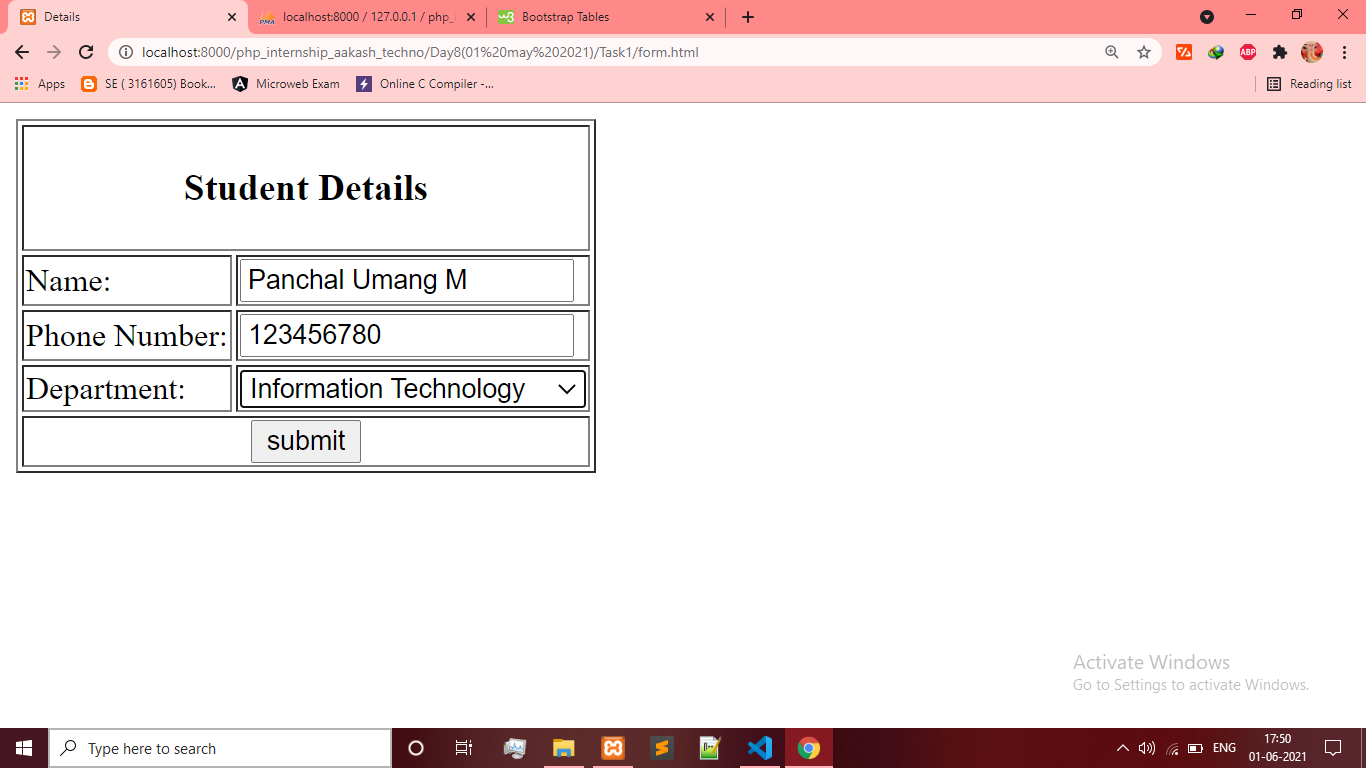 Details
localhost:8000 / 127.0.0.1 / php_i
Bootstrap Tables
localhost:8000/php_internship_aakash_techno/Day8(01%20may%202021)/Task1/form.html
Apps
SE ( 3161605) Book...
Microweb Exam
Online C Compiler -...
Reading list
Student Details
Name:
Panchal Umang M
Phone Number:
123456780
Department:
Information Technology
submit
Activate Windows
Go to Settings to activate Windows.
Type here to search
ENG
17:50
01-06-2021